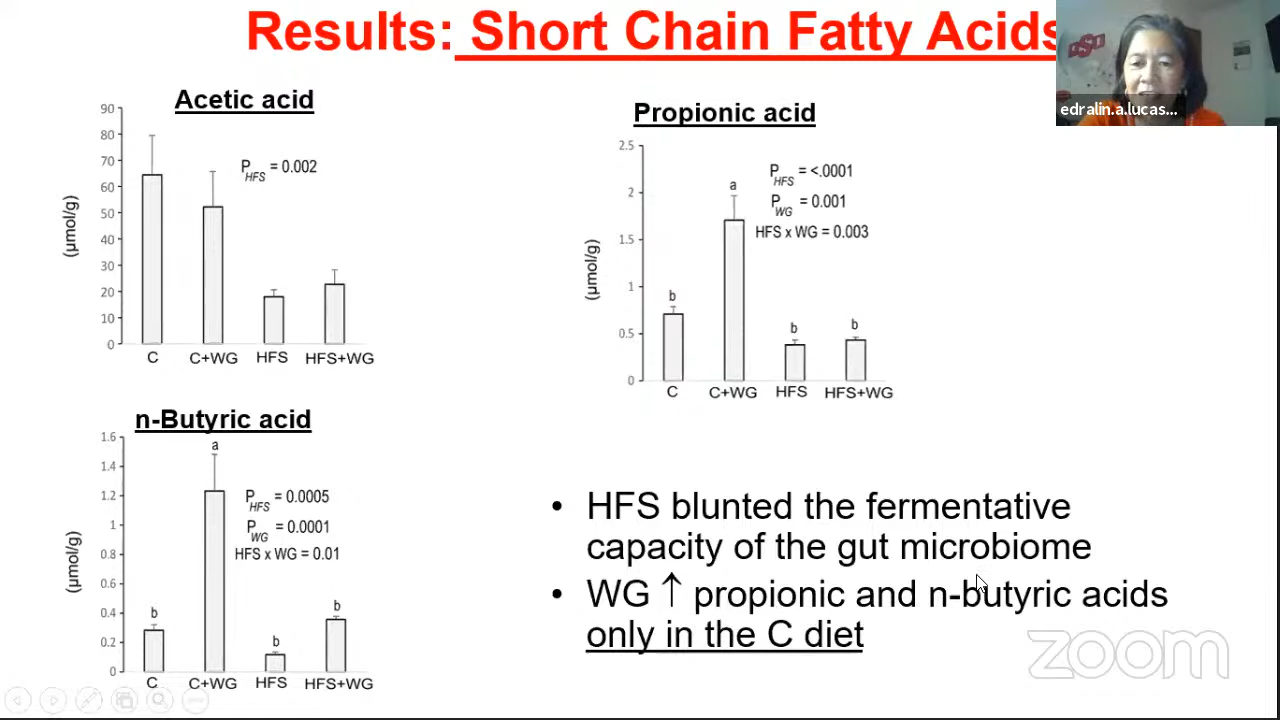 Results: Short Chain Fatty Acids
edralin.a.lucas...
Acetic acid
90
80
70
60
50
40
30
20
10
0
(µmol/g)
P HFS = 0.002
C C+WG HFS HFS+WG
Propionic acid
2.5
2
1.5
1
0.5
0
(µmol/g)
P HFS = <.0001
P WG = 0.001
HFS x WG = 0.003
b a b b
C C+WG HFS HFS+WG
n-Butyric acid
1.6
1.4
1.2
1
0.8
0.6
0.4
0.2
0
(µmol/g)
P HFS = 0.0005
P WG = 0.0001
HFS x WG = 0.01
b a b b
C C+WG HFS HFS+WG
• HFS blunted the fermentative
capacity of the gut microbiome
• WG ↑ propionic and n-butyric acids
only in the C diet
zoom